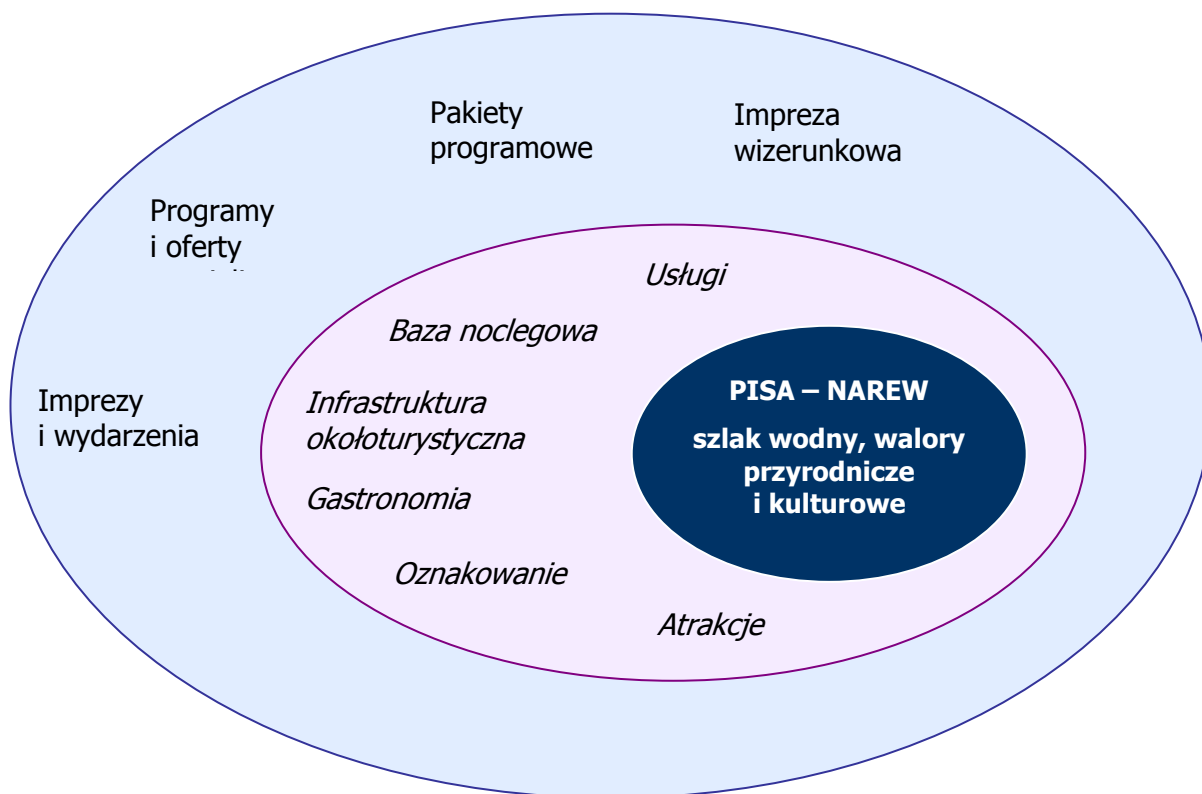 Pakiety
programowe
Impreza
wizerunkowa
Programy
i oferty
Usługi
Baza noclegowa
Imprezy
i wydarzenia
Infrastruktura
okołoturystyczna
PISA – NAREW
szlak wodny, walory
przyrodnicze
i kulturowe
Gastronomia
Oznakowanie
Atrakcje